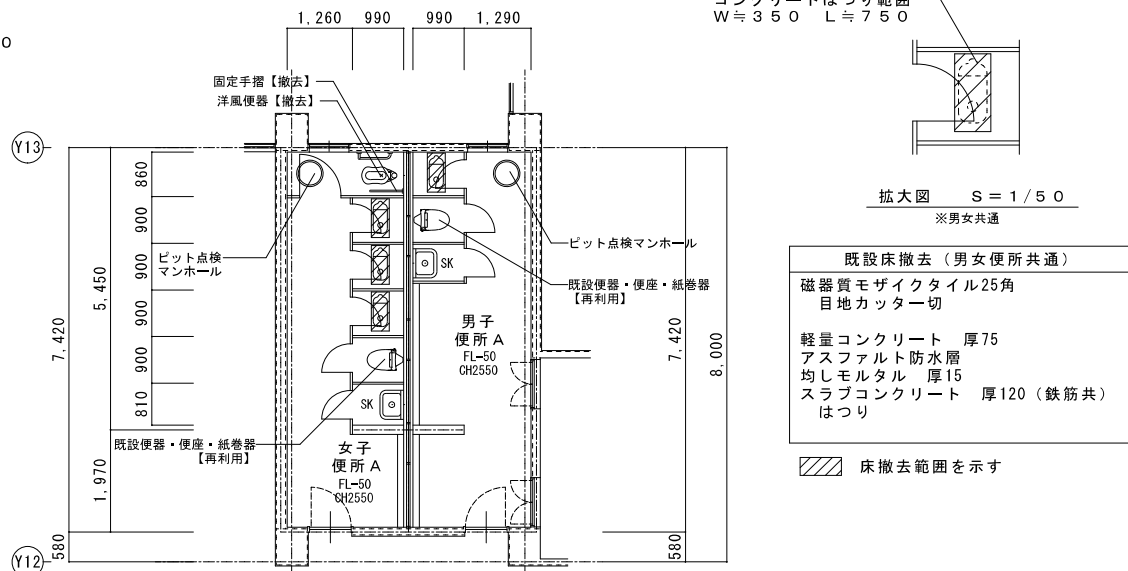 コンクリートはつり範囲
W≒350 L≒750
1,260 990 990 1,290
固定手摺【撤去】
洋風便器【撤去】
Y13
860
900
900
900
900
810
5,450
1,970
7,420
580
Y12
ピット点検
マンホール
ピット点検マンホール
SK
既設便器・便座・紙巻器
【再利用】
男子
便所A
FL-50
CH2550
SK
既設便器・便座・紙巻器
【再利用】
女子
便所A
FL-50
CH2550
7,420
8,000
580
拡大図 S=1/50
※男女共通
既設床撤去(男女便所共通)
磁器質モザイクタイル25角
目地カッター切
軽量コンクリート 厚75
アスファルト防水層
均しモルタル 厚15
スラブコンクリート 厚120(鉄筋共)
はつり
床撤去範囲を示す